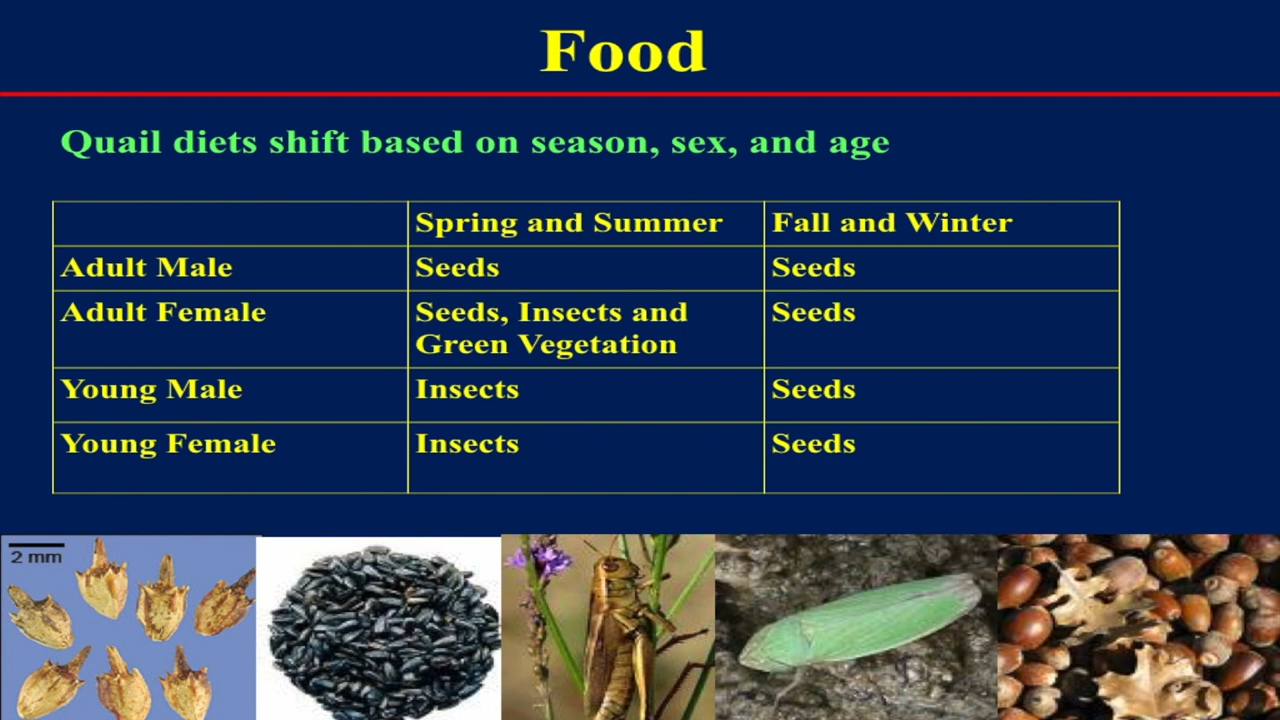 Food
Quail diets shift based on season, sex, and age
Spring and Summer Fall and Winter
Adult Male Seeds Seeds
Adult Female Seeds, Insects and Seeds
Green Vegetation
Young Male Insects Seeds
Young Female Insects Seeds
2 mm